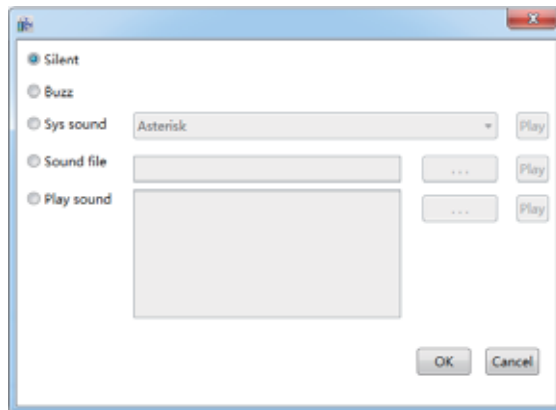 Silent
Buzz
Sys sound Asterisk Play
Sound file ... Play
Play sound ... Play
OK Cancel